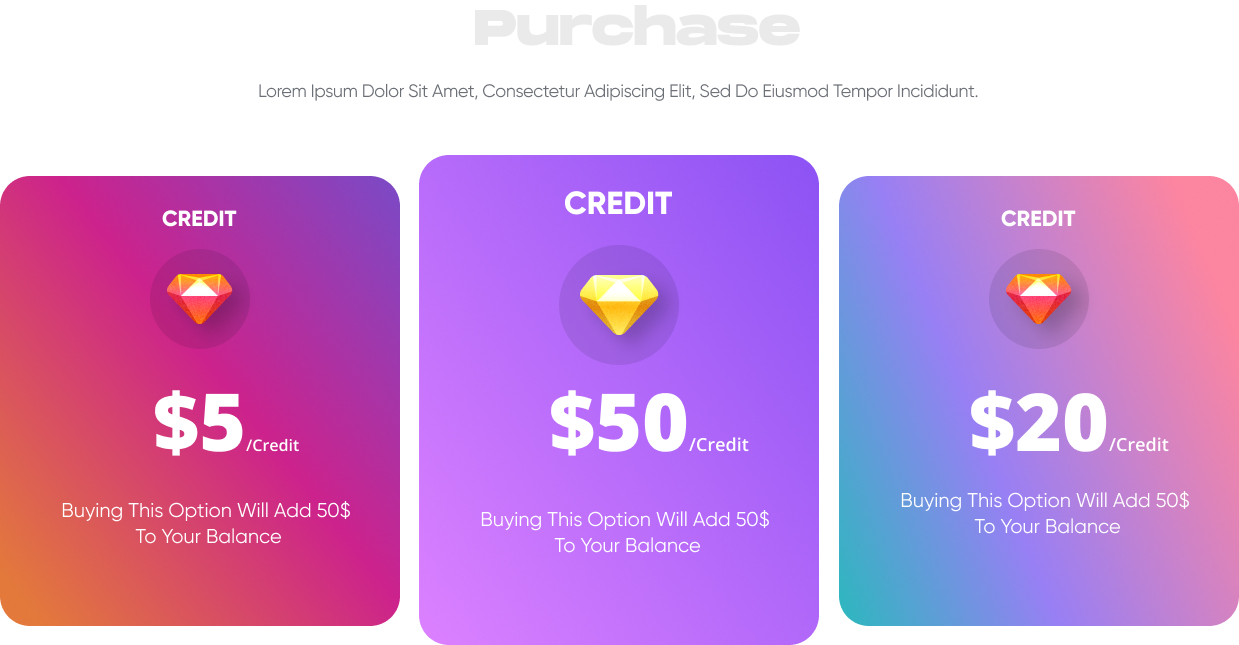 Purchase
Lorem Ipsum Dolor Sit Amet, Consectetur Adipiscing Elit, Sed Do Eiusmod Tempor Incididunt.
CREDIT
$5/Credit
Buying This Option Will Add 50$
To Your Balance
CREDIT
$50/Credit
Buying This Option Will Add 50$
To Your Balance
CREDIT
$20/Credit
Buying This Option Will Add 50$
To Your Balance